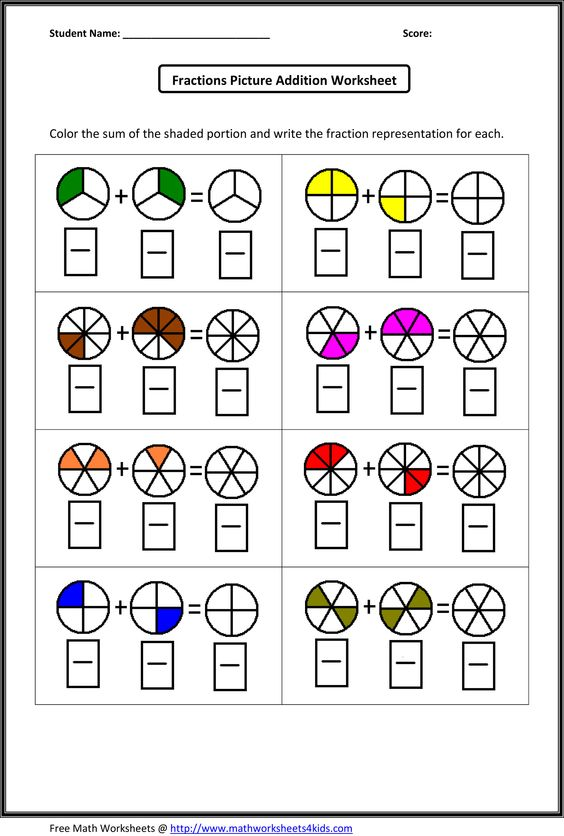 Student Name: __________________________ Score:
Fractions Picture Addition Worksheet
Color the sum of the shaded portion and write the fraction representation for each.
+ = + =
+ = + =
+ = + =
+ = + =
Free Math Worksheets @ http://www.mathworksheets4kids.com